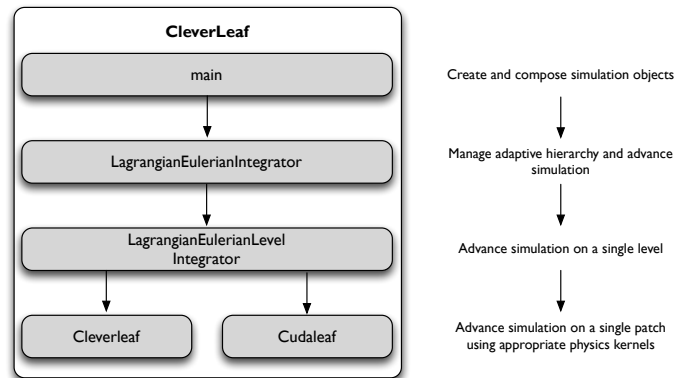 CleverLeaf
main
Create and compose simulation objects
LagrangianEulerianIntegrator
Manage adaptive hierarchy and advance
simulation
LagrangianEulerianLevel
Integrator
Advance simulation on a single level
Cleverleaf
Cudaleaf
Advance simulation on a single patch
using appropriate physics kernels